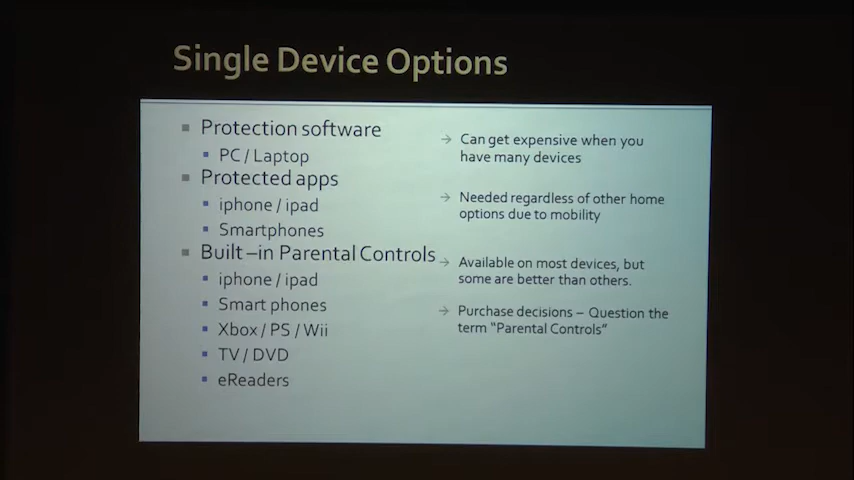 Single Device Options
Protection software
PC / Laptop
Protected apps
iphone / ipad
Smartphones
Built –in Parental Controls
iphone / ipad
Smart phones
Xbox / PS / Wii
TV / DVD
eReaders
→ Can get expensive when you
have many devices
→ Needed regardless of other home
options due to mobility
→ Available on most devices, but
some are better than others.
→ Purchase decisions – Question the
term “Parental Controls”